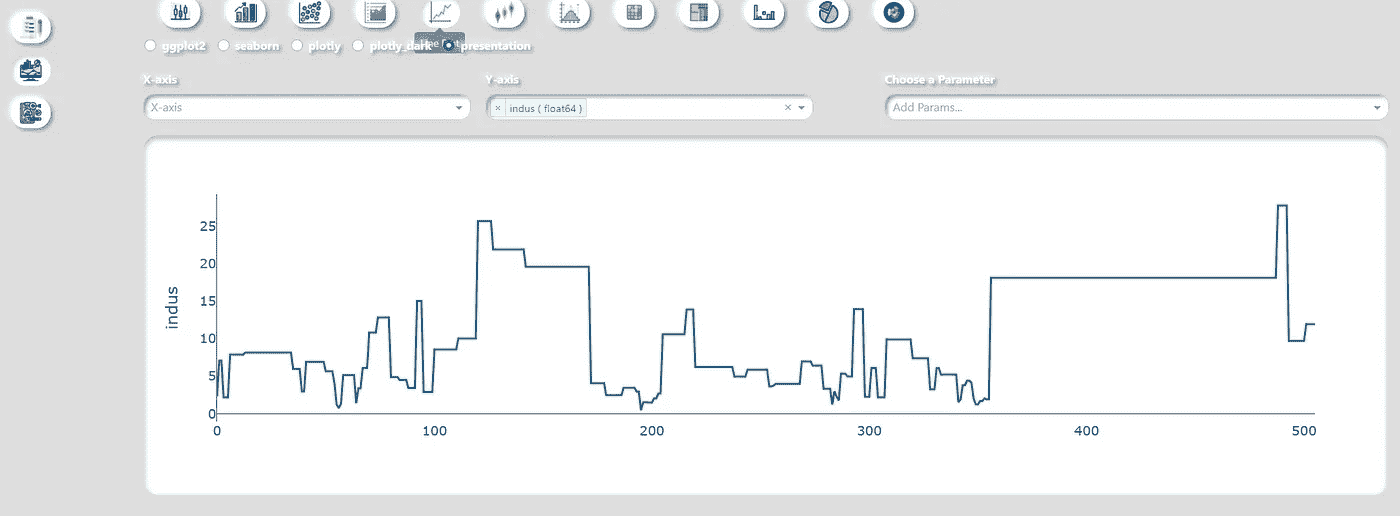 ggplot2 seaborn plotly plotly_dark presentation
X-axis Y-axis Choose a Parameter
X-axis × indus ( float64 ) × Add Params...
indus
25
20
15
10
5
0
0 100 200 300 400 500